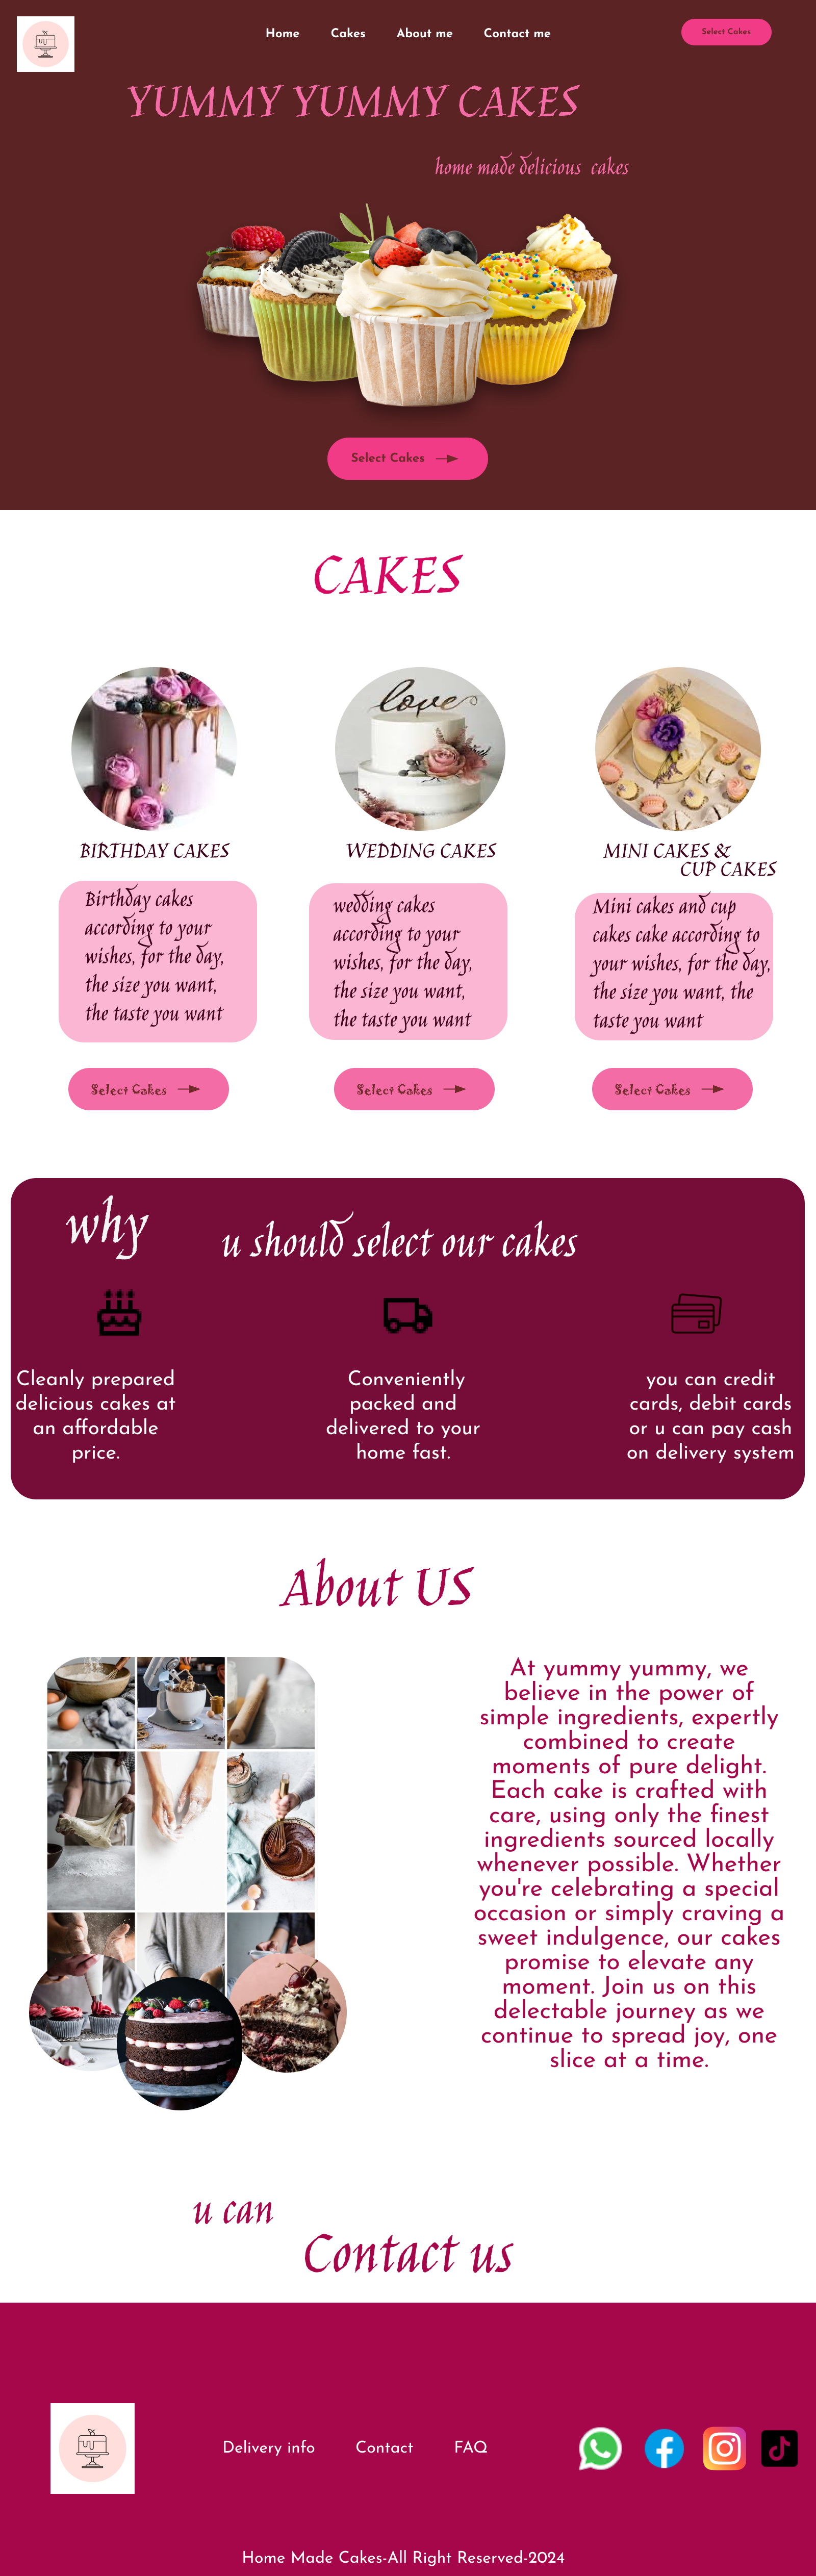 Home Cakes About me Contact me Select Cakes
YUMMY YUMMY CAKES
home made delicious cakes
Select Cakes
CAKES
love
BIRTHDAY CAKES
Birthday cakes
according to your
wishes, for the day,
the size you want,
the taste you want
Select Cakes
WEDDING CAKES
wedding cakes
according to your
wishes, for the day,
the size you want,
the taste you want
Select Cakes
MINI CAKES &
CUP CAKES
Mini cakes and cup
cakes cake according to
your wishes, for the day,
the size you want, the
taste you want
Select Cakes
why
u should select our cakes
Cleanly prepared
delicious cakes at
an affordable
price.
Conveniently
packed and
delivered to your
home fast.
you can credit
cards, debit cards
or u can pay cash
on delivery system
About US
At yummy yummy, we
believe in the power of
simple ingredients, expertly
combined to create
moments of pure delight.
Each cake is crafted with
care, using only the finest
ingredients sourced locally
whenever possible. Whether
you're celebrating a special
occasion or simply craving a
sweet indulgence, our cakes
promise to elevate any
moment. Join us on this
delectable journey as we
continue to spread joy, one
slice at a time.
u can
Contact us
Delivery info Contact FAQ
Home Made Cakes-All Right Reserved-2024